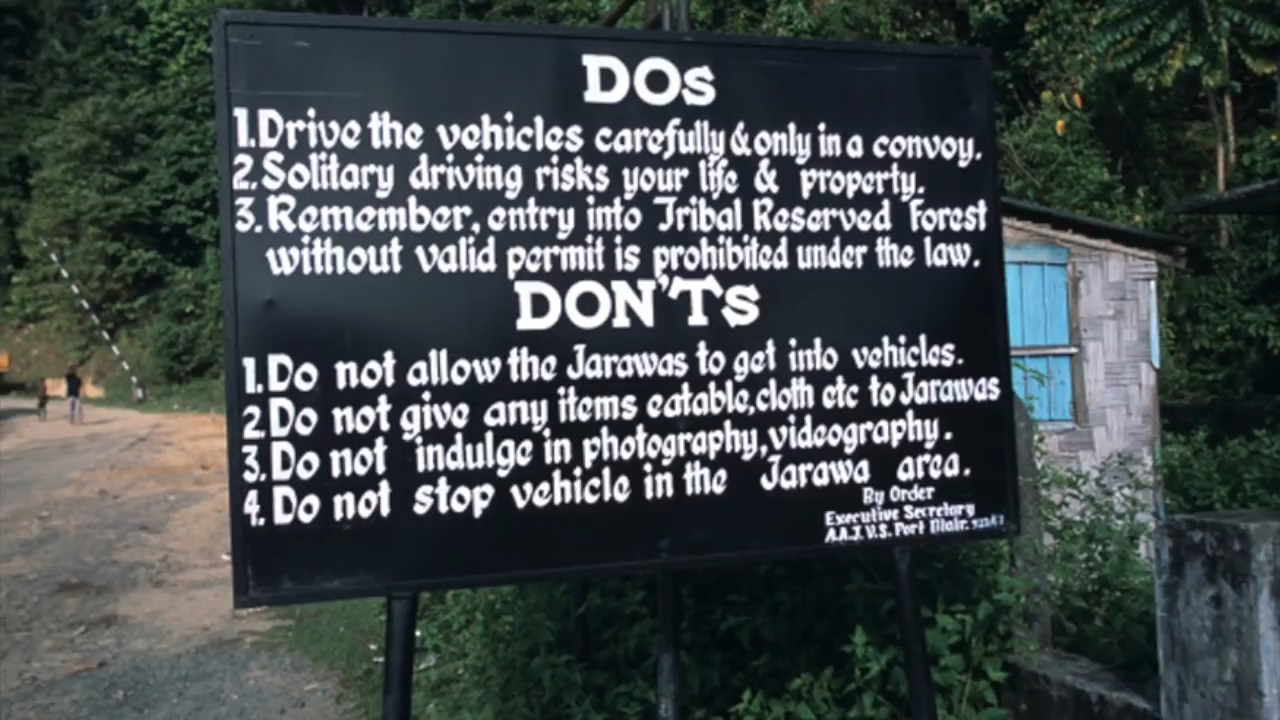 DOs
1.Drive the vehicles carefully & only in a convoy.
2.Solitary driving risks your life & property.
3.Remember, entry into Tribal Reserved Forest
without valid permit is prohibited under the law.
DON'Ts
1.Do not allow the Jarawas to get into vehicles.
2.Do not give any items eatable,cloth etc to Jarawas
3.Do not indulge in photography,videography.
4.Do not stop vehicle in the Jarawa area.
By Order
Executive Secretary
A.A.J.V.S. Port Blair.